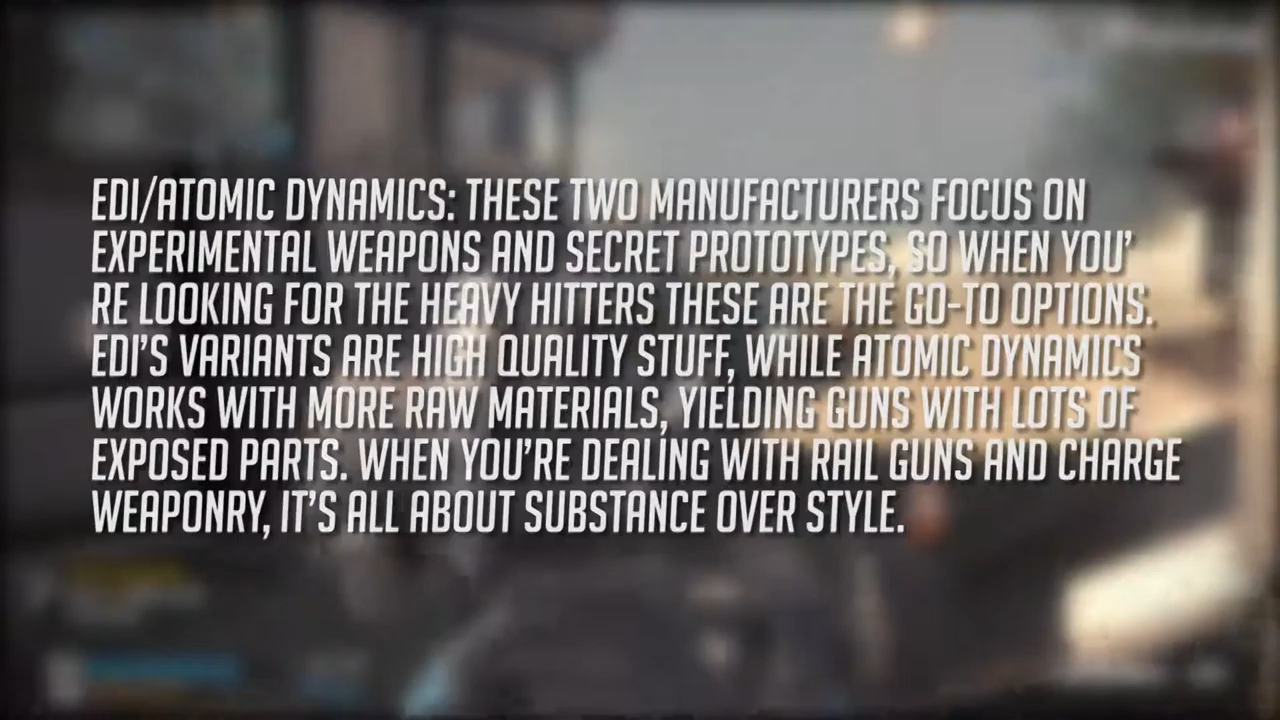 EDI/ATOMIC DYNAMICS: THESE TWO MANUFACTURERS FOCUS ON
EXPERIMENTAL WEAPONS AND SECRET PROTOTYPES, SO WHEN YOU'
RE LOOKING FOR THE HEAVY HITTERS THESE ARE THE GO-TO OPTIONS.
EDI'S VARIANTS ARE HIGH QUALITY STUFF, WHILE ATOMIC DYNAMICS
WORKS WITH MORE RAW MATERIALS, YIELDING GUNS WITH LOTS OF
EXPOSED PARTS. WHEN YOU'RE DEALING WITH RAIL GUNS AND CHARGE
WEAPONRY, IT'S ALL ABOUT SUBSTANCE OVER STYLE.